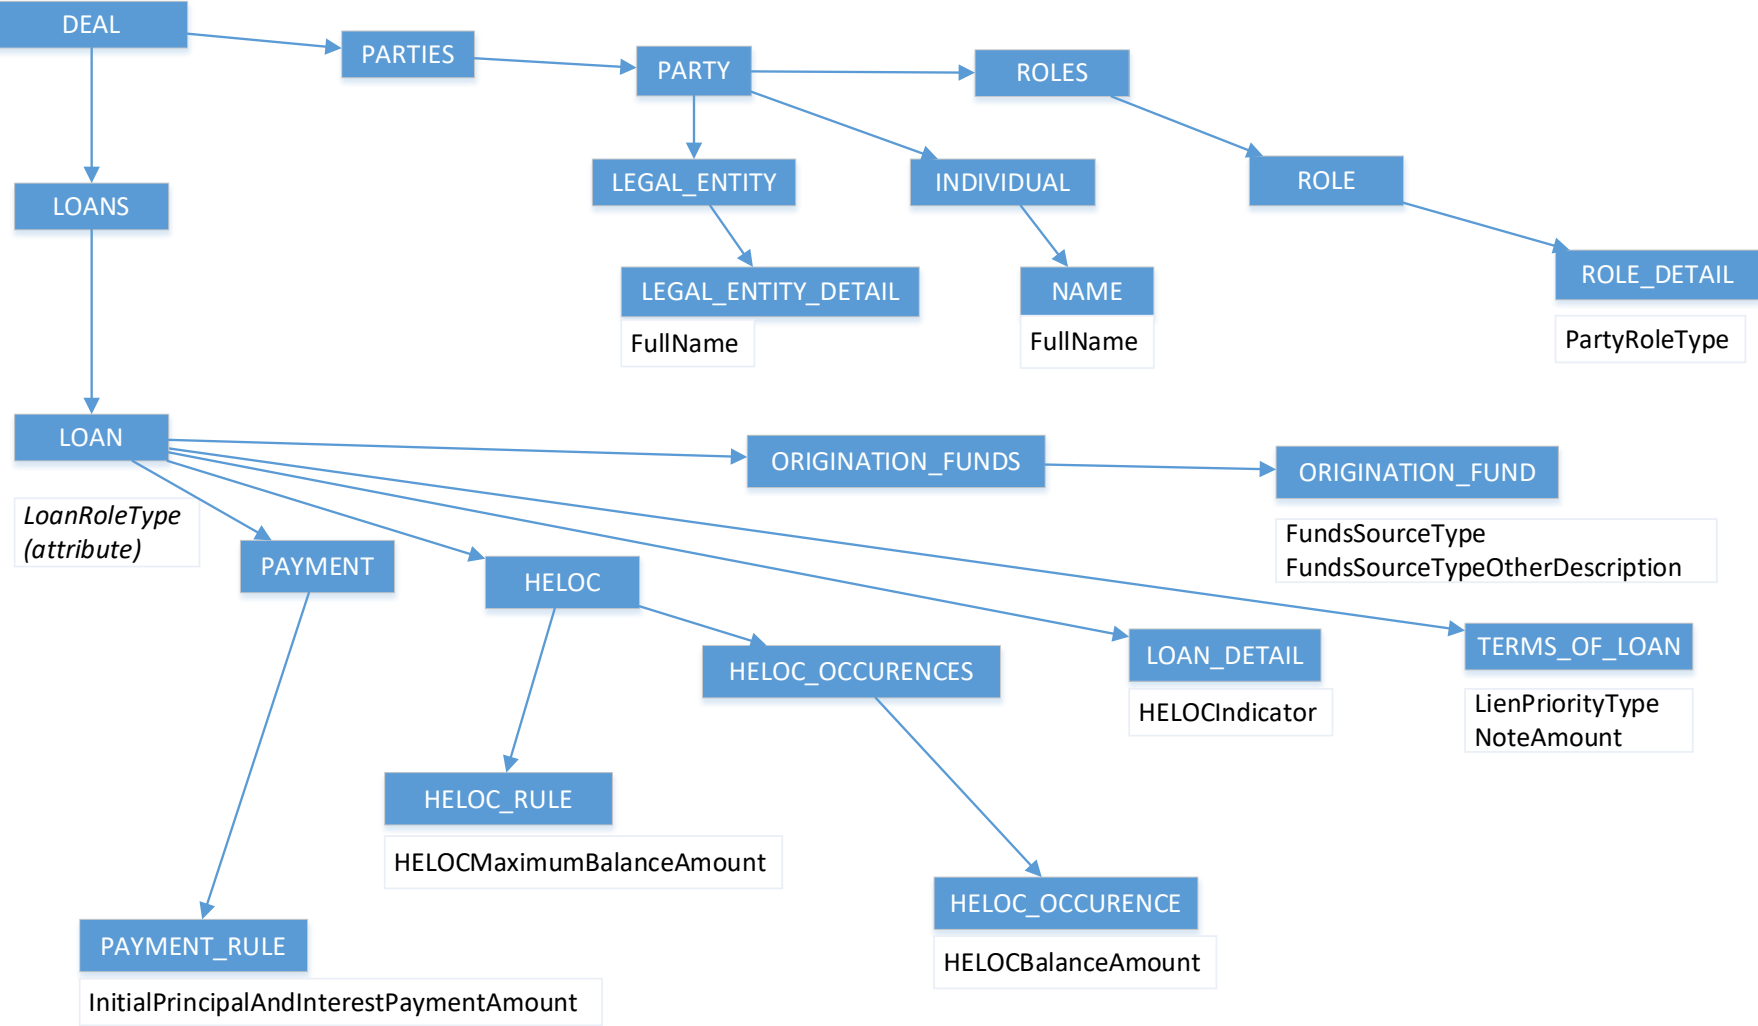 DEAL
PARTIES
PARTY
ROLES
LEGAL_ENTITY
INDIVIDUAL
ROLE
LOANS
LEGAL_ENTITY_DETAIL
NAME
ROLE_DETAIL
FullName
FullName
PartyRoleType
LOAN
ORIGINATION_FUNDS
ORIGINATION_FUND
LoanRoleType
(attribute)
FundsSourceType
FundsSourceTypeOtherDescription
PAYMENT
HELOC
HELOC_OCCURENCES
LOAN_DETAIL
TERMS_OF_LOAN
HELOCIndicator
LienPriorityType
NoteAmount
HELOC_RULE
HELOCMaximumBalanceAmount
HELOC_OCCURENCE
PAYMENT_RULE
HELOCBalanceAmount
InitialPrincipalAndInterestPaymentAmount